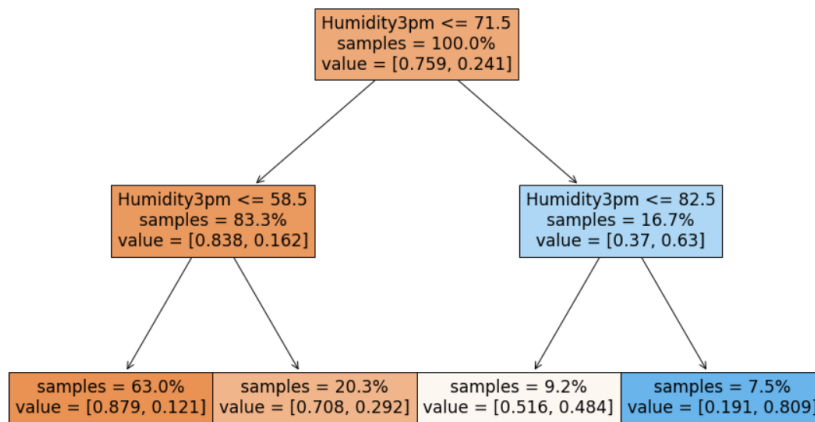 Humidity3pm <= 71.5
samples = 100.0%
value = [0.759, 0.241]
Humidity3pm <= 58.5
samples = 83.3%
value = [0.838, 0.162]
Humidity3pm <= 82.5
samples = 16.7%
value = [0.37, 0.63]
samples = 63.0%
value = [0.879, 0.121]
samples = 20.3%
value = [0.708, 0.292]
samples = 9.2%
value = [0.516, 0.484]
samples = 7.5%
value = [0.191, 0.809]